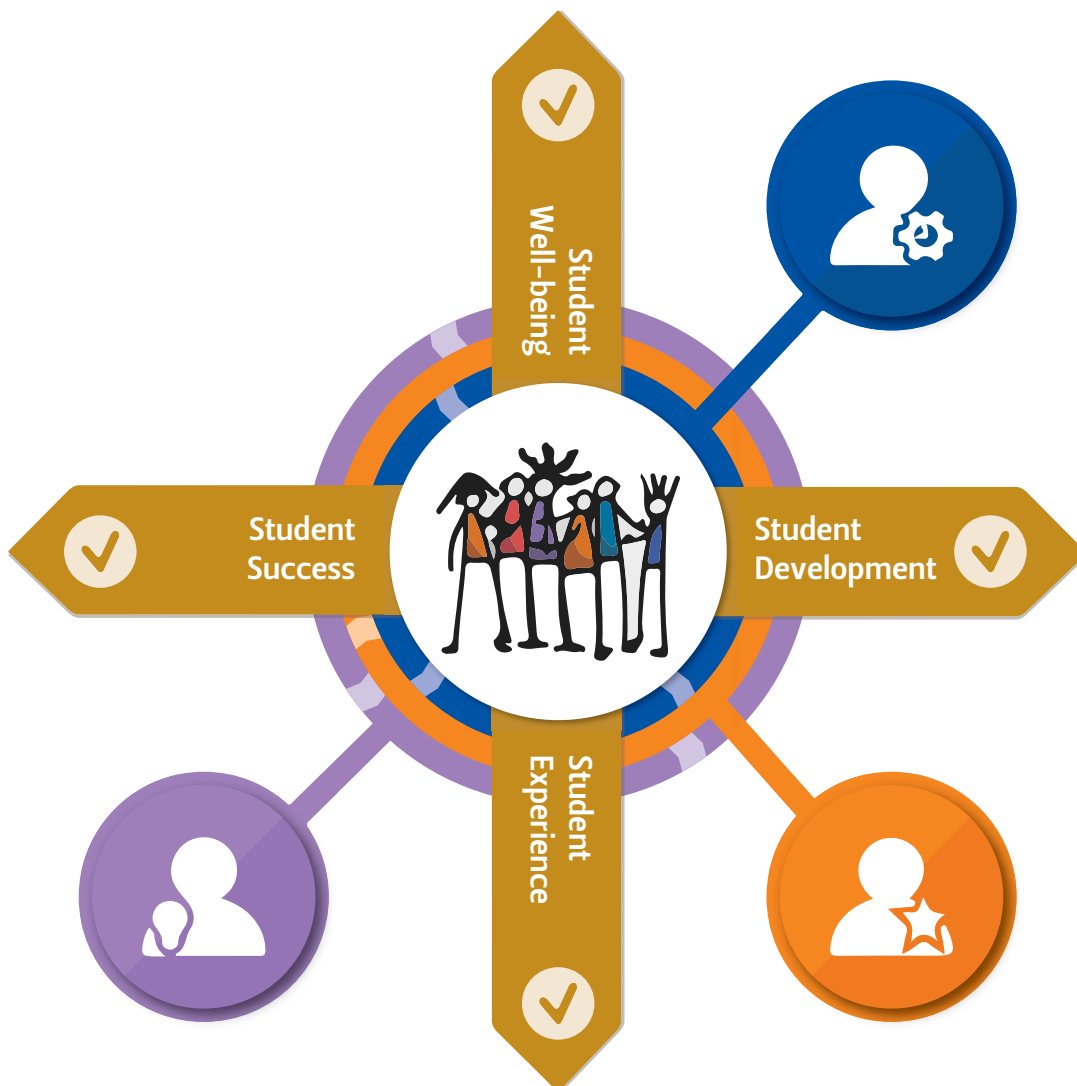 Student
Well-being
Student
Success
Student
Development
Student
Experience